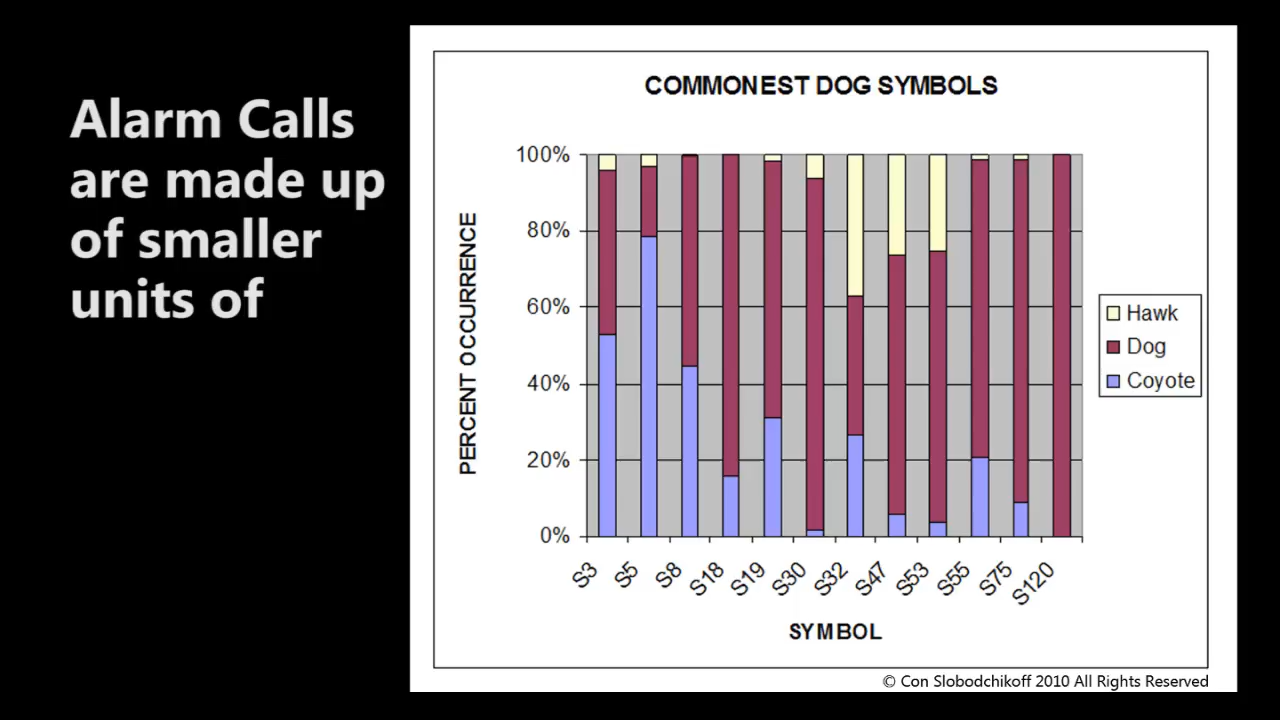 Alarm Calls
are made up
of smaller
units of
COMMONEST DOG SYMBOLS
100%
80%
60%
40%
20%
0%
PERCENT OCCURRENCE
S3
S5
S8
S18
S19
S30
S32
S47
S53
S55
S75
S120
SYMBOL
Hawk
Dog
Coyote
© Con Slobodchikoff 2010 All Rights Reserved